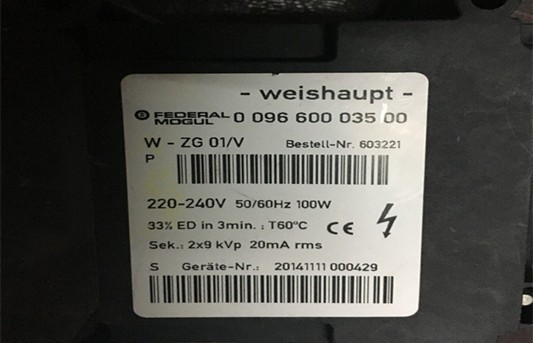 - weishaupt -
FEDERAL MOGUL 0 096 600 035 00
W - ZG 01/V Bestell-Nr. 603221
P
220-240V 50/60Hz 100W
33% ED in 3min. : T60°C CE
Sek.: 2x9 kVp 20mA rms
S Geräte-Nr.: 20141111 000429